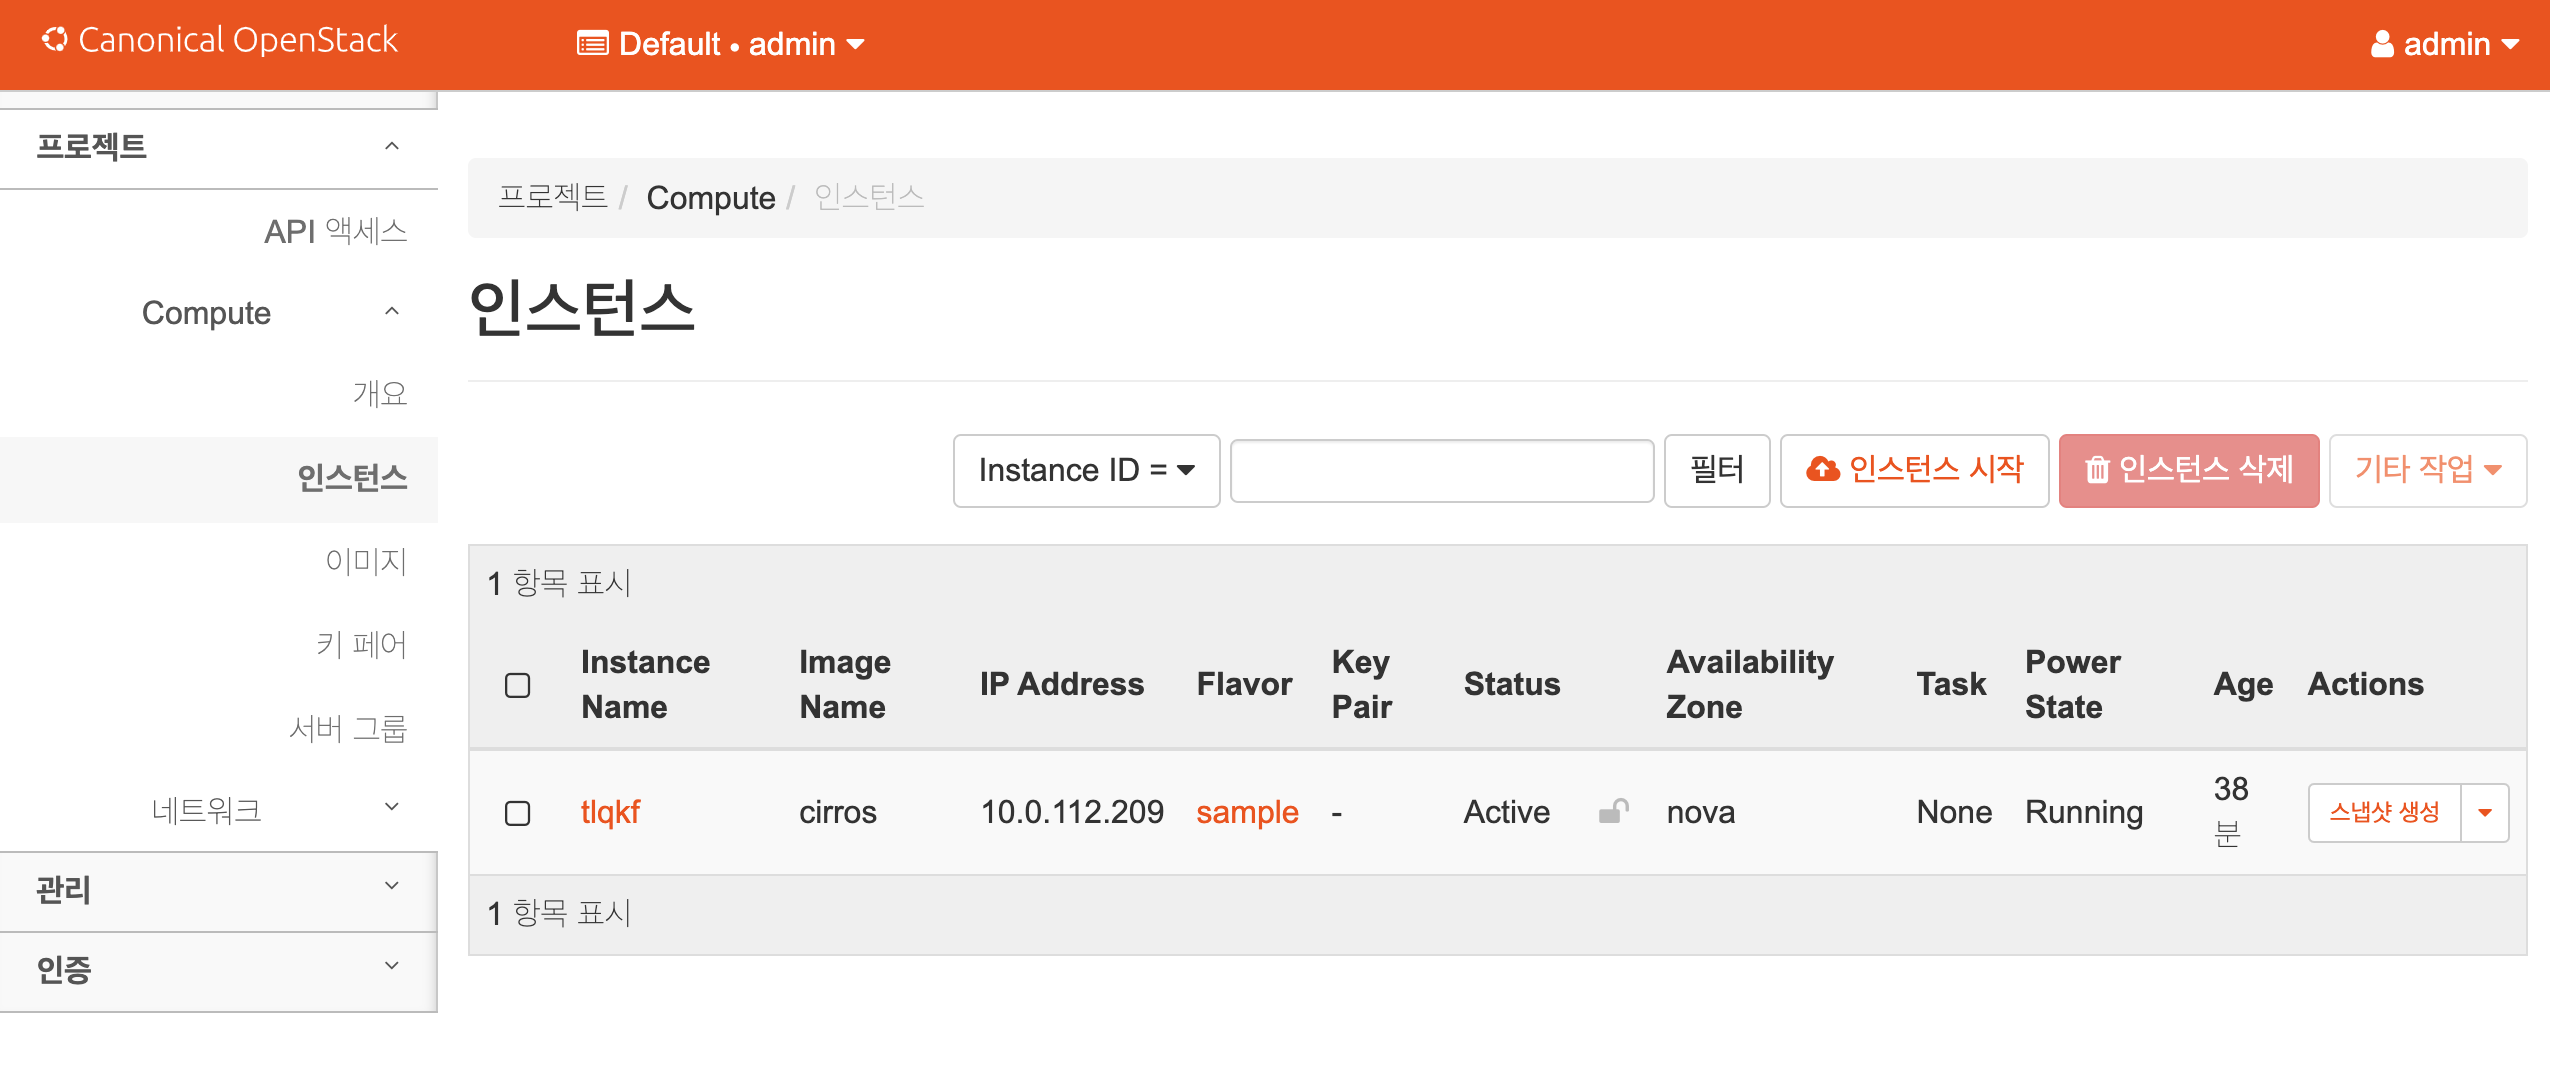 Canonical OpenStack
Default • admin
admin
프로젝트
API 액세스
Compute
개요
인스턴스
이미지
키 페어
서버 그룹
네트워크
관리
인증
프로젝트 / Compute / 인스턴스
인스턴스
Instance ID =
필터
인스턴스 시작
인스턴스 삭제
기타 작업
1 항목 표시
Instance Name
Image Name
IP Address
Flavor
Key Pair
Status
Availability Zone
Task
Power State
Age
Actions
tlqkf
cirros
10.0.112.209
sample
-
Active
nova
None
Running
38 분
스냅샷 생성
1 항목 표시